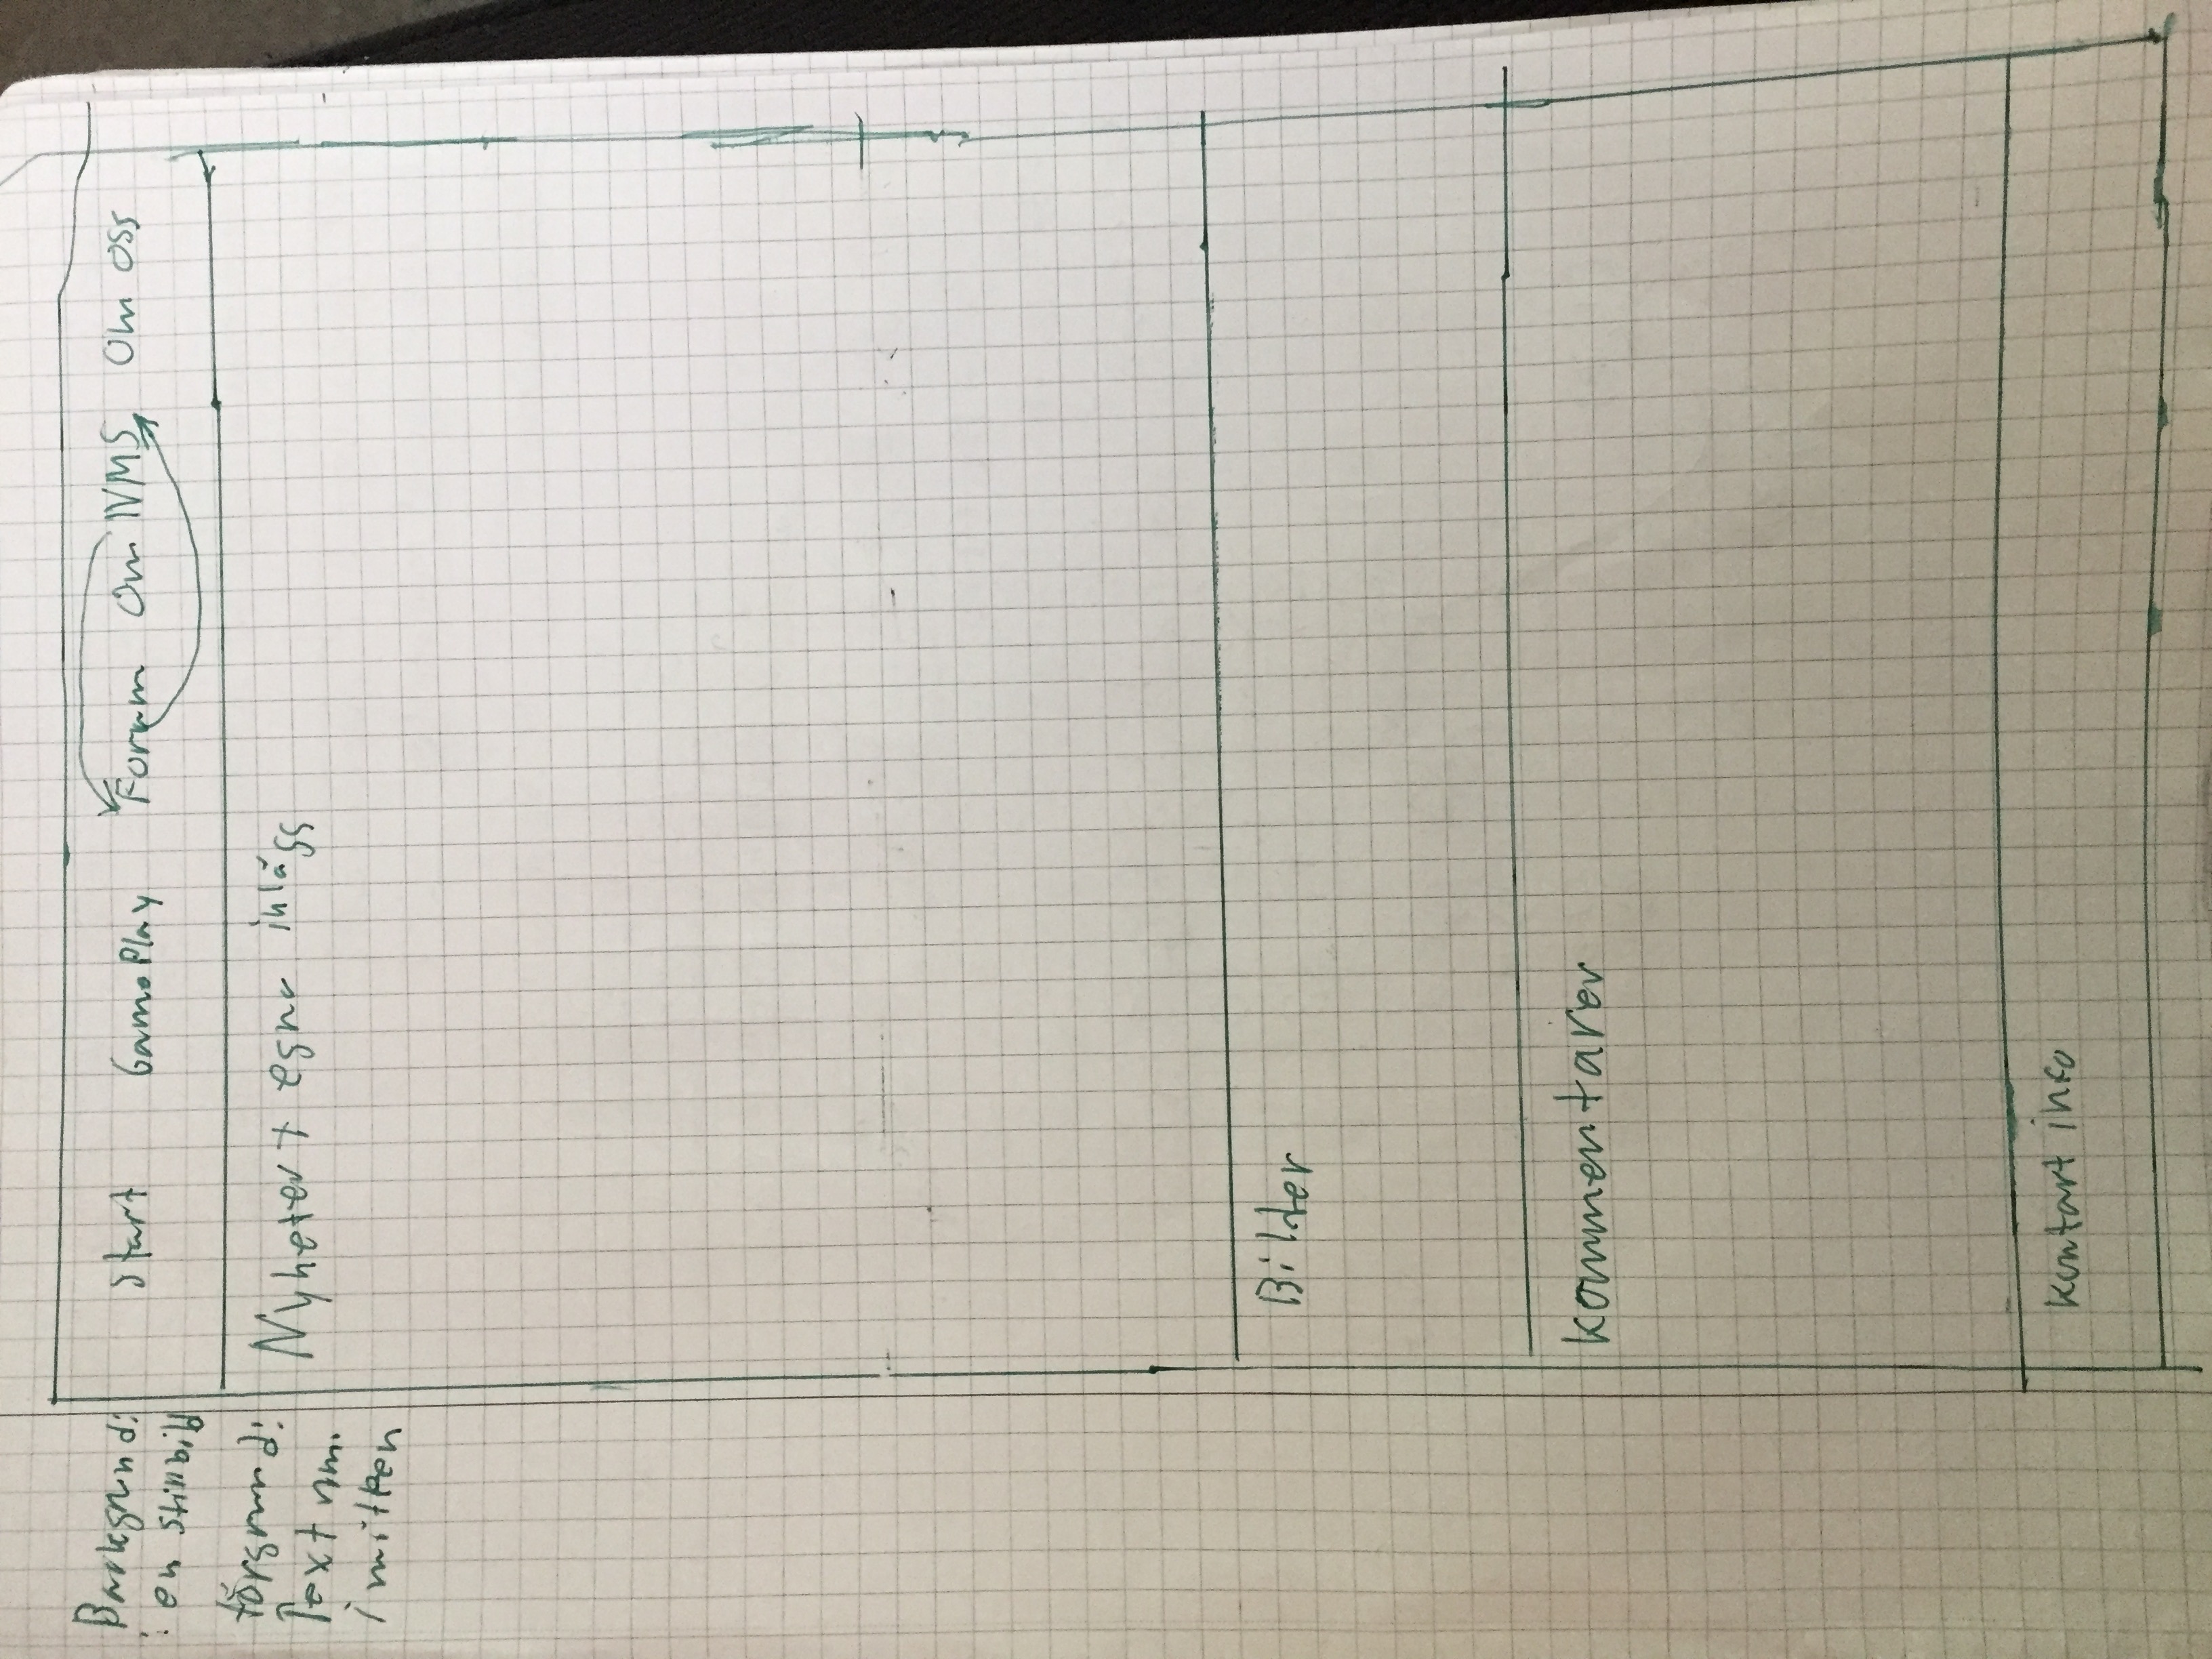 Backgrund:
: en stillbild
förgrund:
Text mm.
i mitten
Start GamePlay Forum Om NMS Om oss
Nyheter + egna inlägg
Bilder
kommentarer
kontakt info